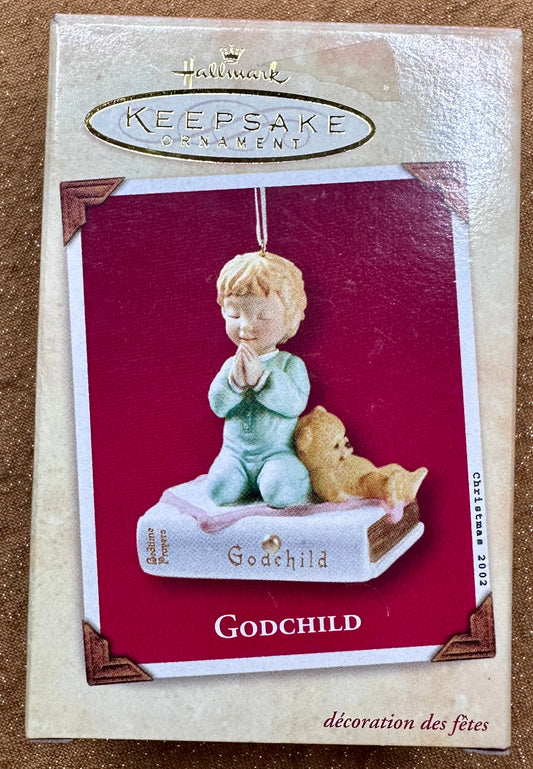 Hallmark
KEEPSAKE
ORNAMENT
Bedtime
Prayers
Godchild
Christmas 2002
GODCHILD
décoration des fêtes